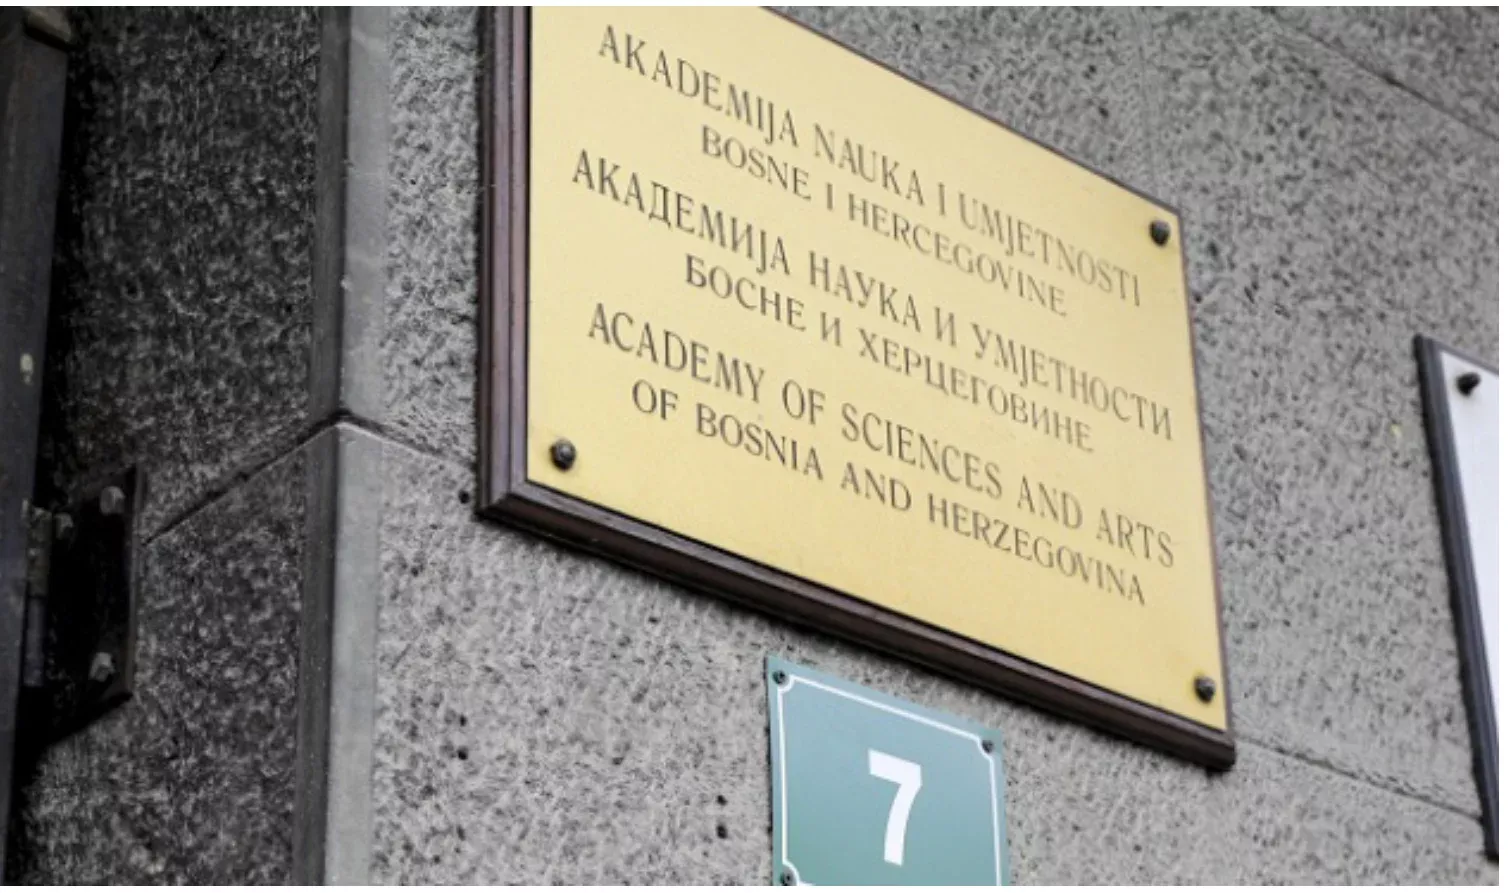 AKADEMIJA NAUKA I UMJETNOSTI
BOSNE I HERCEGOVINE
АКАДЕМИЈА НАУКА И УМЈЕТНОСТИ
БОСНЕ И ХЕРЦЕГОВИНЕ
ACADEMY OF SCIENCES AND ARTS
OF BOSNIA AND HERZEGOVINA
7